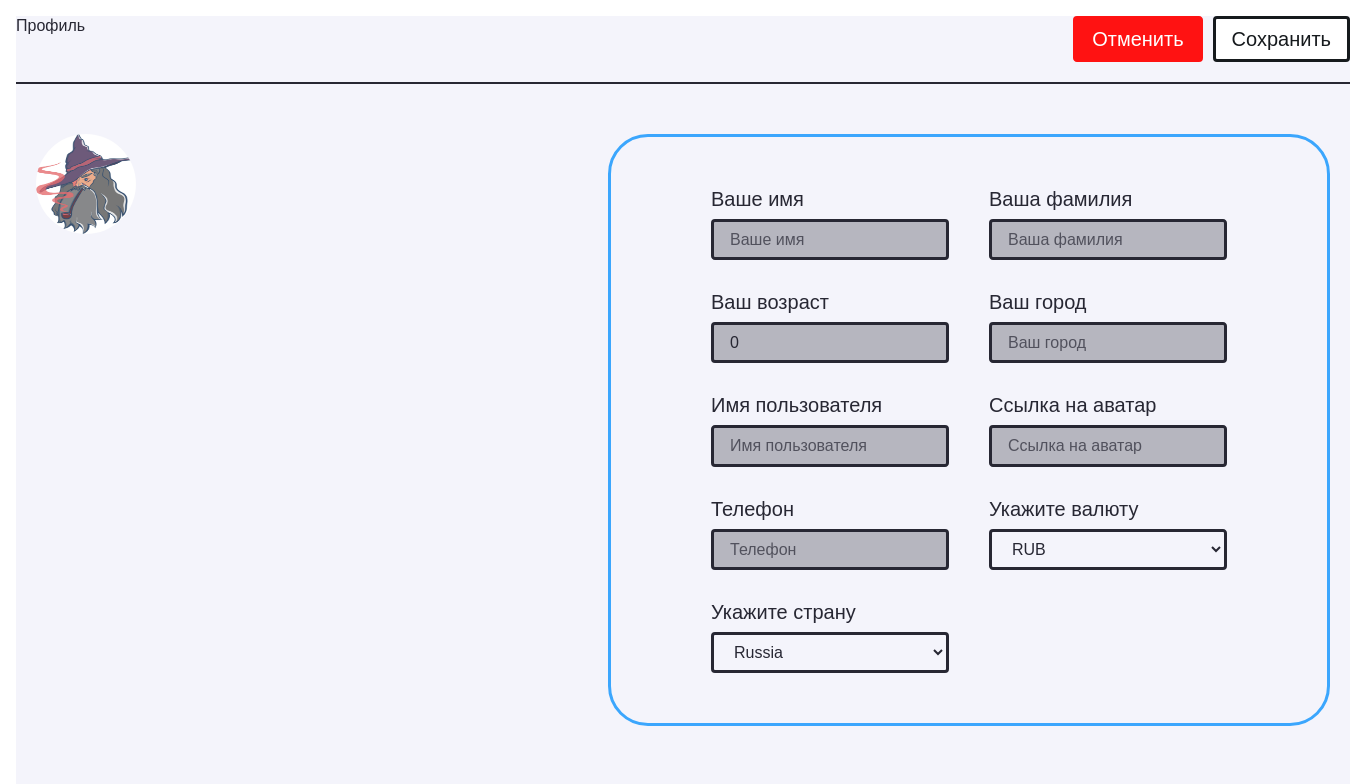 Профиль
Отменить
Сохранить
Ваше имя
Ваша фамилия
Ваше имя
Ваша фамилия
Ваш возраст
Ваш город
0
Ваш город
Имя пользователя
Ссылка на аватар
Имя пользователя
Ссылка на аватар
Телефон
Укажите валюту
Телефон
RUB
Укажите страну
Russia